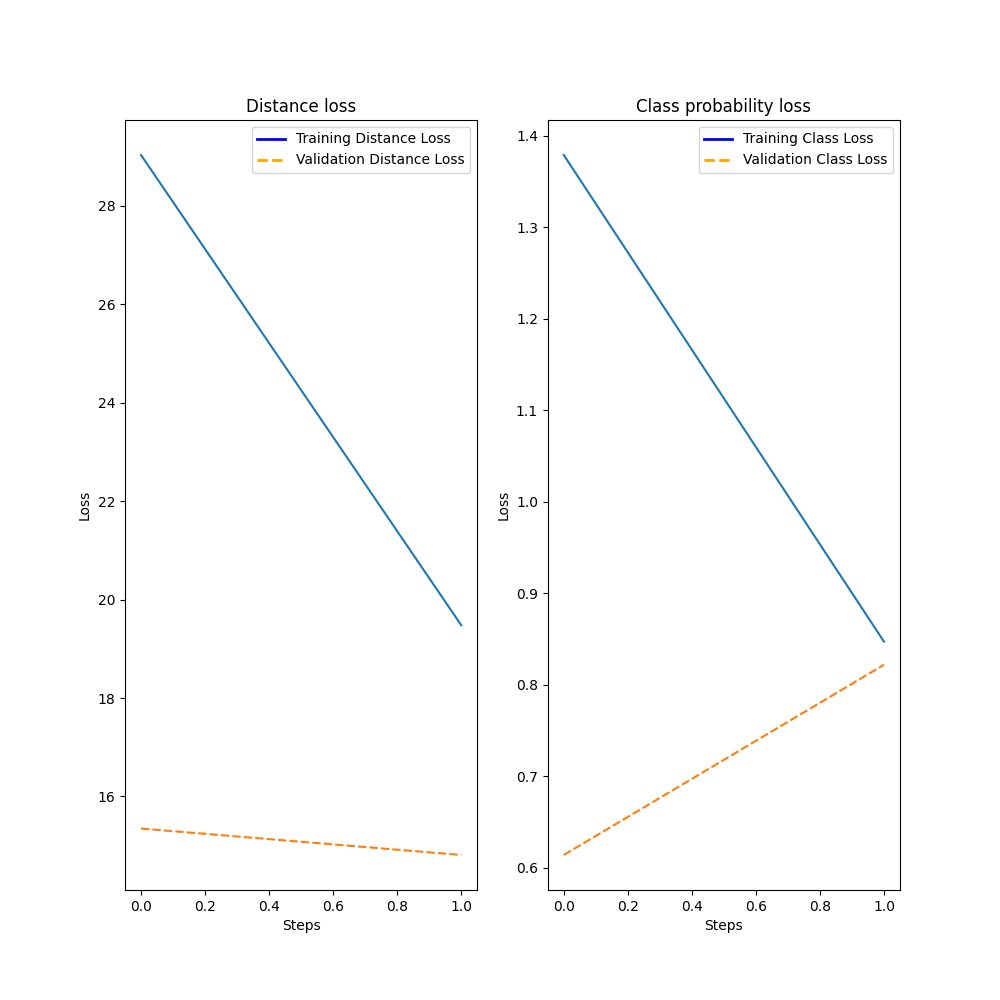 Distance loss
Training Distance Loss
Validation Distance Loss
28
26
24
22
20
18
16
Loss
0.0 0.2 0.4 0.6 0.8 1.0
Steps
Class probability loss
Training Class Loss
Validation Class Loss
1.4
1.3
1.2
1.1
1.0
0.9
0.8
0.7
0.6
Loss
0.0 0.2 0.4 0.6 0.8 1.0
Steps